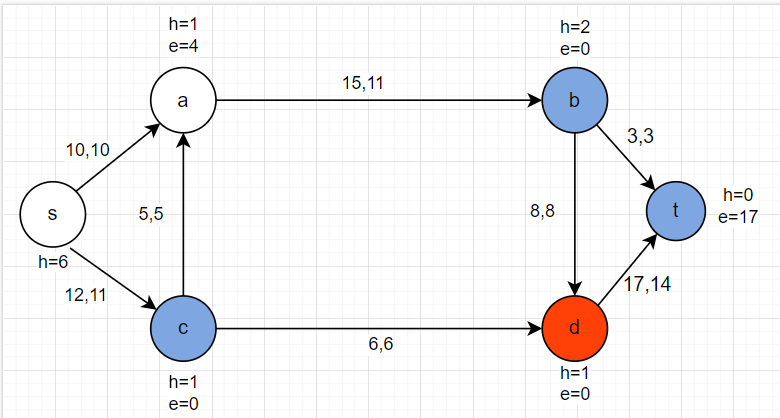 h=1
e=4
a
15,11
h=2
e=0
b
10,10
3,3
s
5,5
8,8
t
h=0
e=17
h=6
12,11
17,14
c
6,6
d
h=1
e=0
h=1
e=0